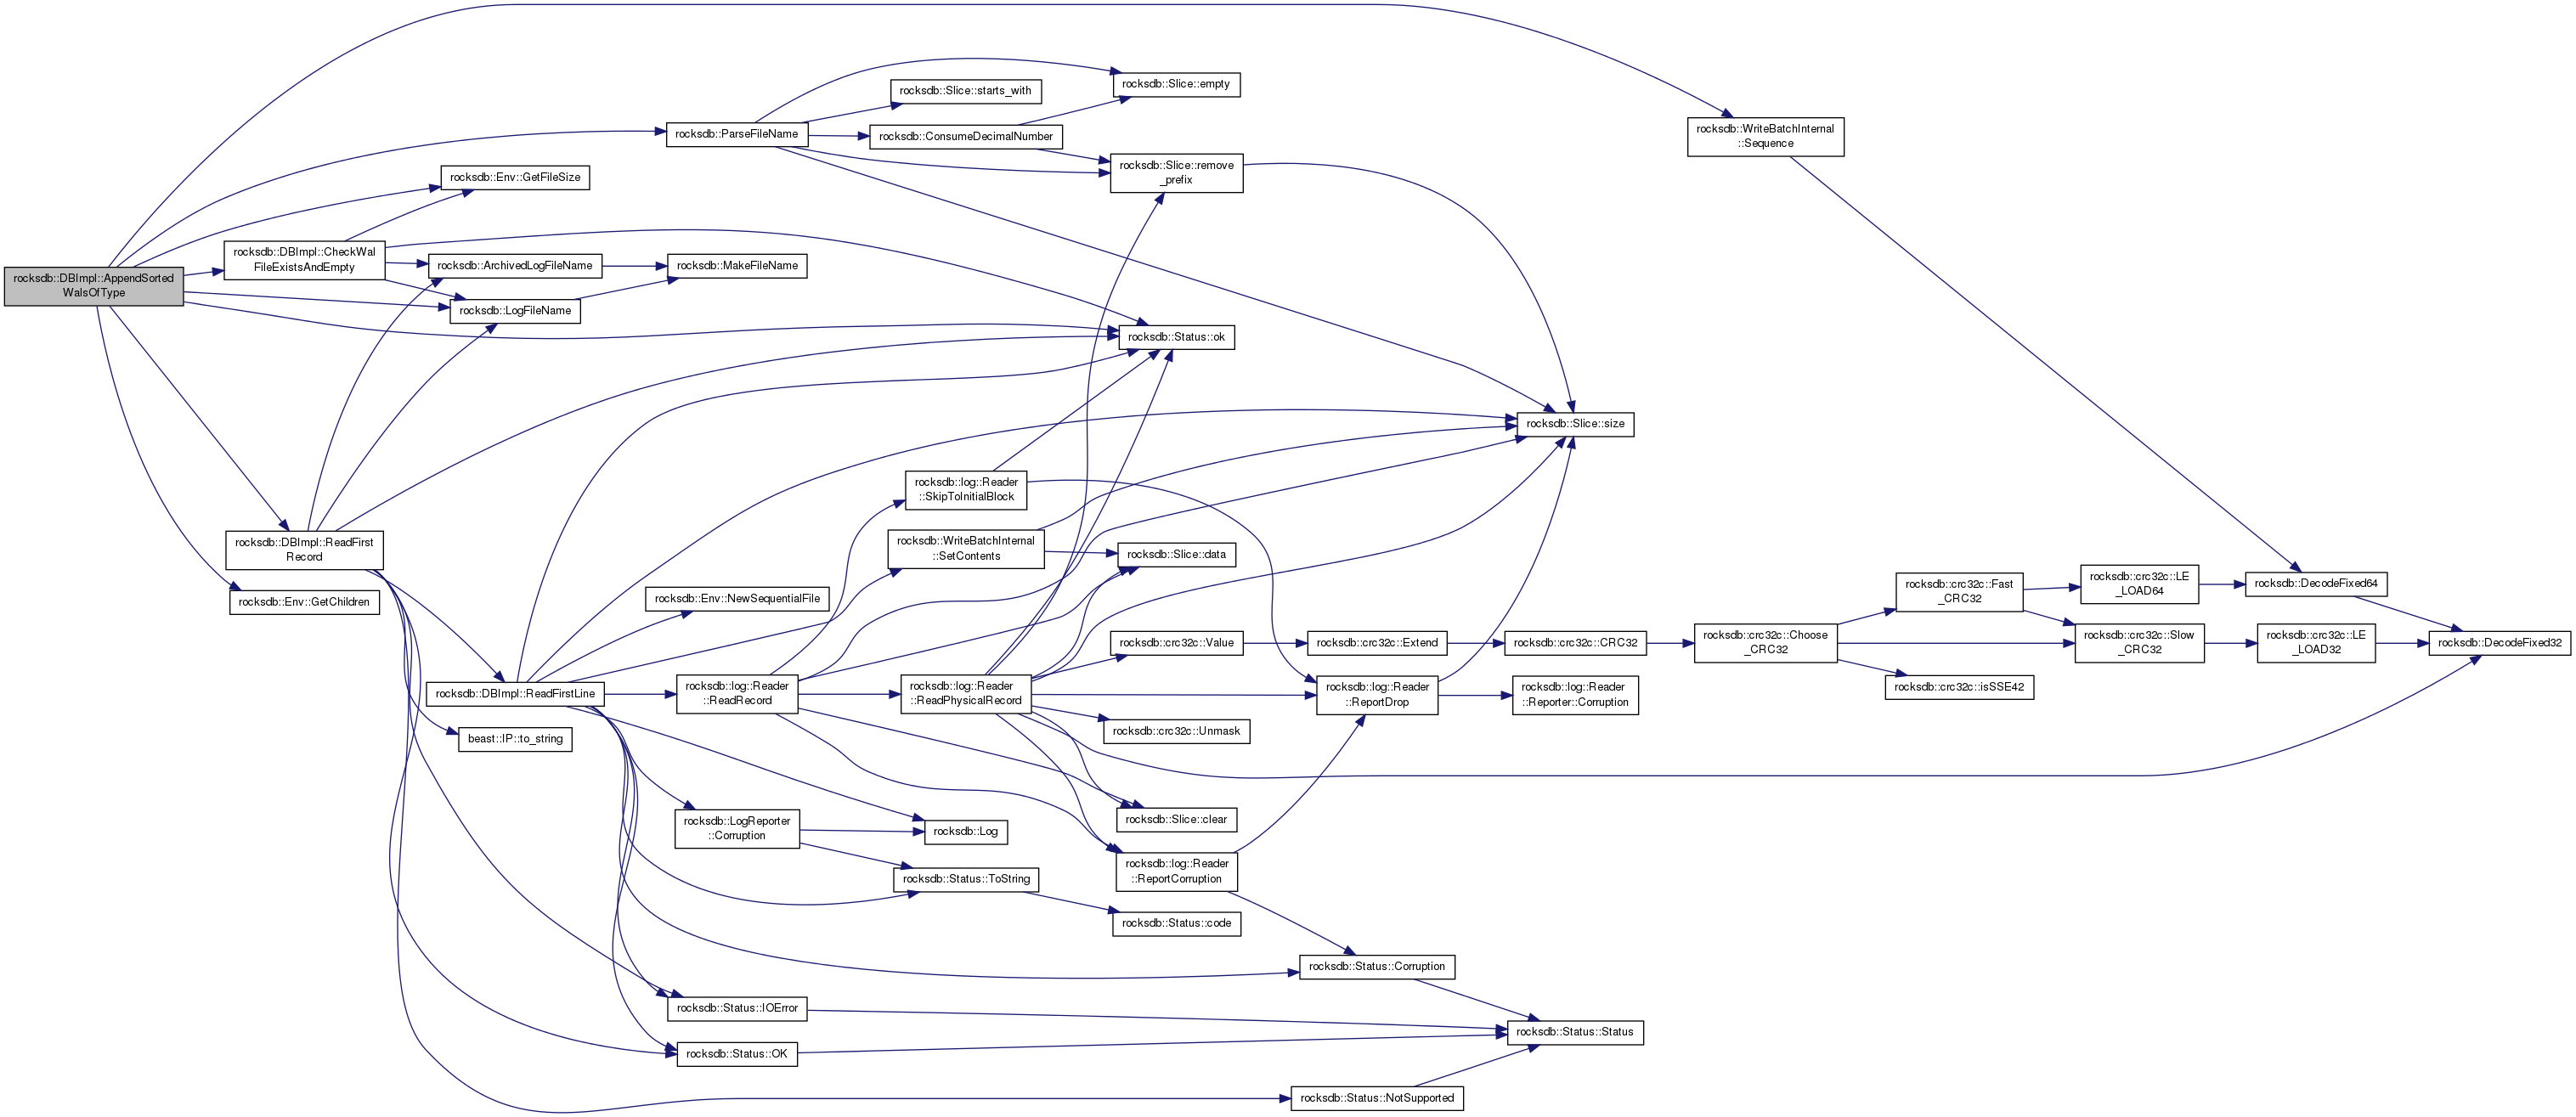 rocksdb::DBImpl::AppendSorted
WalsOfType
rocksdb::ParseFileName
rocksdb::Slice::starts_with
rocksdb::Slice::empty
rocksdb::ConsumeDecimalNumber
rocksdb::Slice::remove
_prefix
rocksdb::WriteBatchInternal
::Sequence
rocksdb::Env::GetFileSize
rocksdb::DBImpl::CheckWal
FileExistsAndEmpty
rocksdb::ArchivedLogFileName
rocksdb::MakeFileName
rocksdb::LogFileName
rocksdb::Status::ok
rocksdb::Slice::size
rocksdb::log::Reader
::SkipToInitialBlock
rocksdb::WriteBatchInternal
::SetContents
rocksdb::Slice::data
rocksdb::DBImpl::ReadFirst
Record
rocksdb::Env::GetChildren
rocksdb::Env::NewSequentialFile
rocksdb::crc32c::Fast
_CRC32
rocksdb::crc32c::LE
_LOAD64
rocksdb::DecodeFixed64
rocksdb::crc32c::Value
rocksdb::crc32c::Extend
rocksdb::crc32c::CRC32
rocksdb::crc32c::Choose
_CRC32
rocksdb::crc32c::Slow
_CRC32
rocksdb::crc32c::LE
_LOAD32
rocksdb::DecodeFixed32
rocksdb::crc32c::isSSE42
rocksdb::DBImpl::ReadFirstLine
rocksdb::log::Reader
::ReadRecord
rocksdb::log::Reader
::ReadPhysicalRecord
rocksdb::log::Reader
::ReportDrop
rocksdb::log::Reader
::Reporter::Corruption
beast::IP::to_string
rocksdb::crc32c::Unmask
rocksdb::LogReporter
::Corruption
rocksdb::Log
rocksdb::Slice::clear
rocksdb::Status::ToString
rocksdb::log::Reader
::ReportCorruption
rocksdb::Status::code
rocksdb::Status::Corruption
rocksdb::Status::IOError
rocksdb::Status::Status
rocksdb::Status::OK
rocksdb::Status::NotSupported